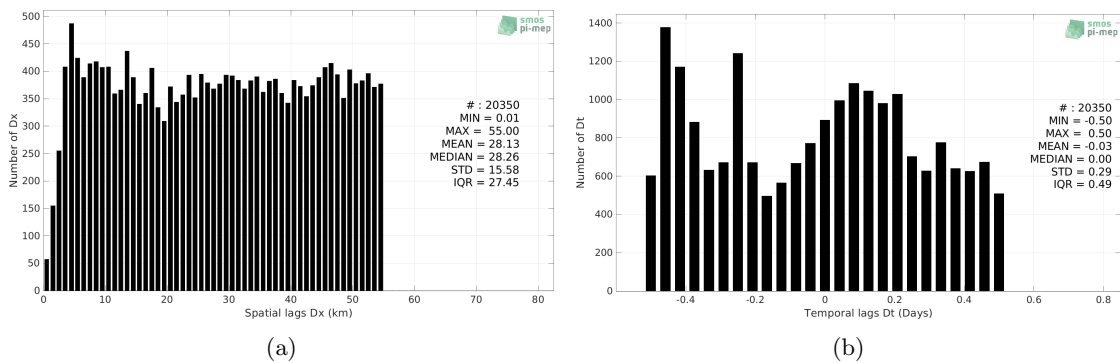 smos
pi-mep
500
450
400
350
300
250
200
150
100
50
0
Number of Dx
# : 20350
MIN = 0.01
MAX = 55.00
MEAN = 28.13
MEDIAN = 28.26
STD = 15.58
IQR = 27.45
0 10 20 30 40 50 60 70 80
Spatial lags Dx (km)
(a)
smos
pi-mep
1400
1200
1000
800
600
400
200
0
Number of Dt
# : 20350
MIN = -0.50
MAX = 0.50
MEAN = -0.03
MEDIAN = 0.00
STD = 0.29
IQR = 0.49
-0.4 -0.2 0 0.2 0.4 0.6 0.8
Temporal lags Dt (Days)
(b)